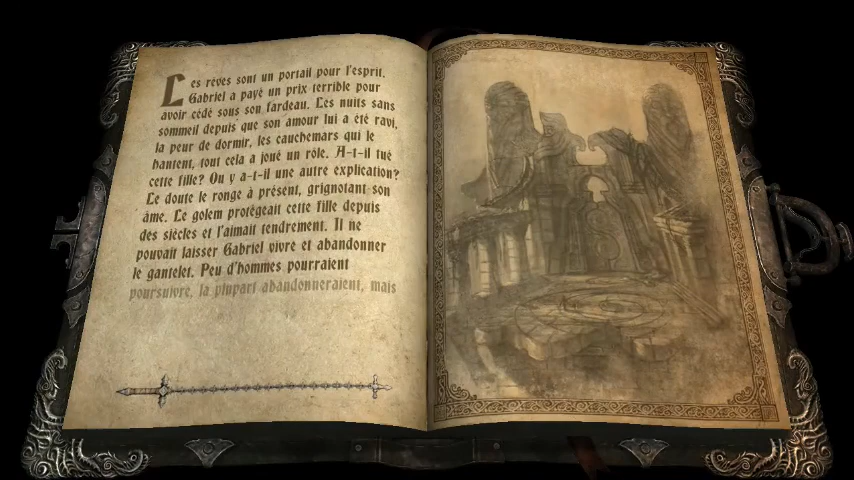 Les rêves sont un portail pour l'esprit.
Gabriel a payé un prix terrible pour
avoir cédé sous son fardeau. Les nuits sans
sommeil depuis que son amour lui a été ravi,
la peur de dormir, les cauchemars qui le
hantent, tout cela a joué un rôle. A-t-il tué
cette fille? Ou y a-t-il une autre explication?
Le doute le ronge à présent, grignotant son
âme. Le golem protégeait cette fille depuis
des siècles et l'aimait tendrement. Il ne
pouvait laisser Gabriel vivre et abandonner
le gantelet. Peu d'hommes pourraient
poursuivre, la plupart abandonneraient, mais